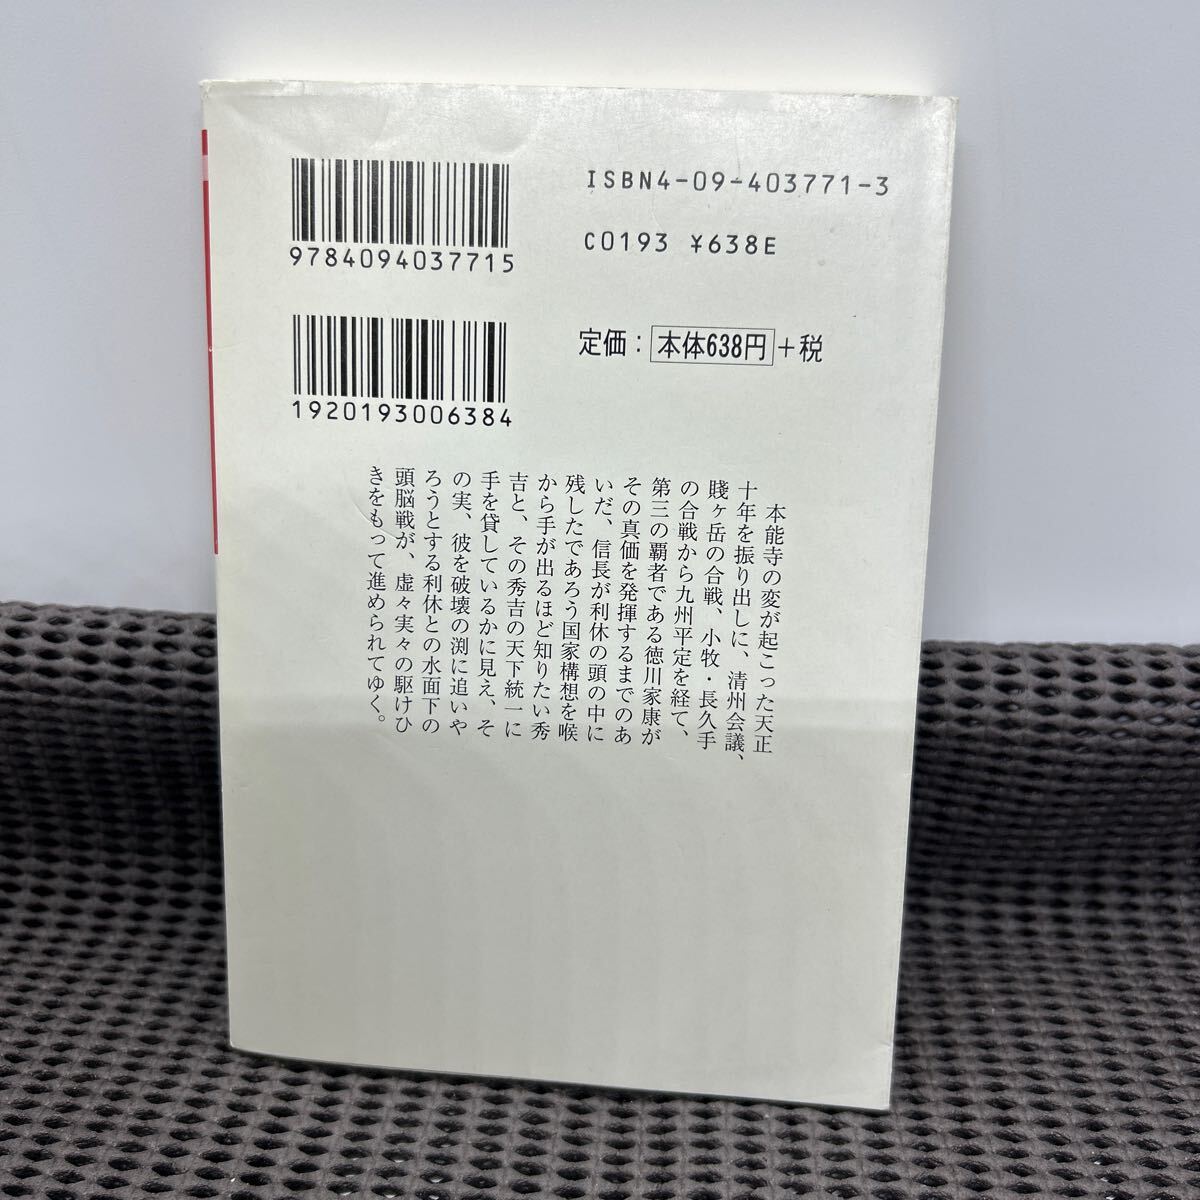 9784094037715
ISBN4-09-403771-3
C0193 ¥638E
1920193006384
定価：本体638円+税
本能寺の変が起こった天正
十年を振り出しに、清州会議、
賤ヶ岳の合戦、小牧・長久手
の合戦から九州平定を経て、
第三の覇者である徳川家康が
その真価を発揮するまでのあ
いだ、信長が利休の頭の中に
残したであろう国家構想を喉
から手が出るほど知りたい秀
吉と、その秀吉の天下統一に
手を貸しているかに見え、そ
の実、彼を破壊の渕に追いや
ろうとする利休との水面下の
頭脳戦が、虚々実々の駆けひ
きをもって進められてゆく。